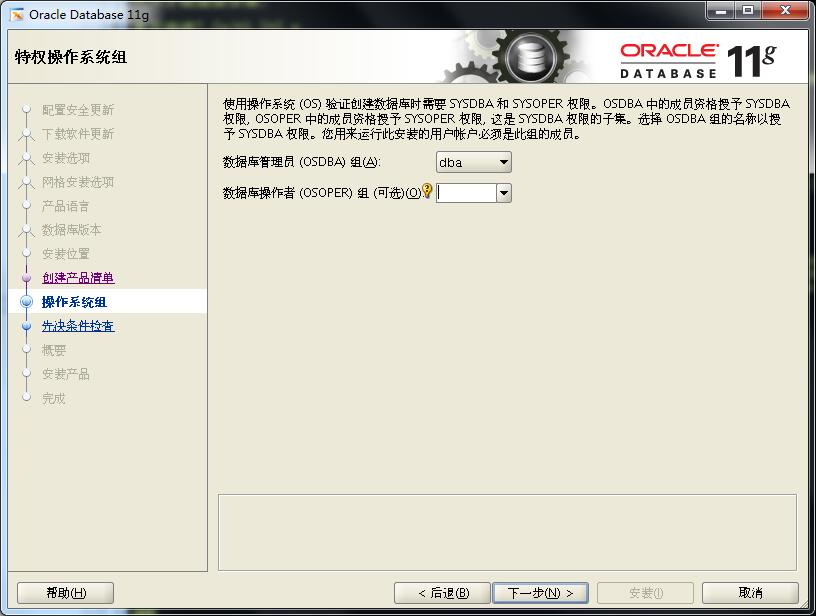 Oracle Database 11g
特权操作系统组
ORACLE
DATABASE 11g
配置安全更新
下载软件更新
安装选项
网格安装选项
产品语言
数据库版本
安装位置
创建产品清单
操作系统组
先决条件检查
概要
安装产品
完成
使用操作系统 (OS) 验证创建数据库时需要 SYSDBA 和 SYSOPER 权限。OSDBA 中的成员资格授予 SYSDBA
权限, OSOPER 中的成员资格授予 SYSOPER 权限, 这是 SYSDBA 权限的子集。选择 OSDBA 组的名称以授
予 SYSDBA 权限。您用来运行此安装的用户帐户必须是此组的成员。
数据库管理员 (OSDBA) 组(A): dba
数据库操作者 (OSOPER) 组 (可选)(O)
帮助(H) < 后退(B) 下一步(N) > 安装(I) 取消